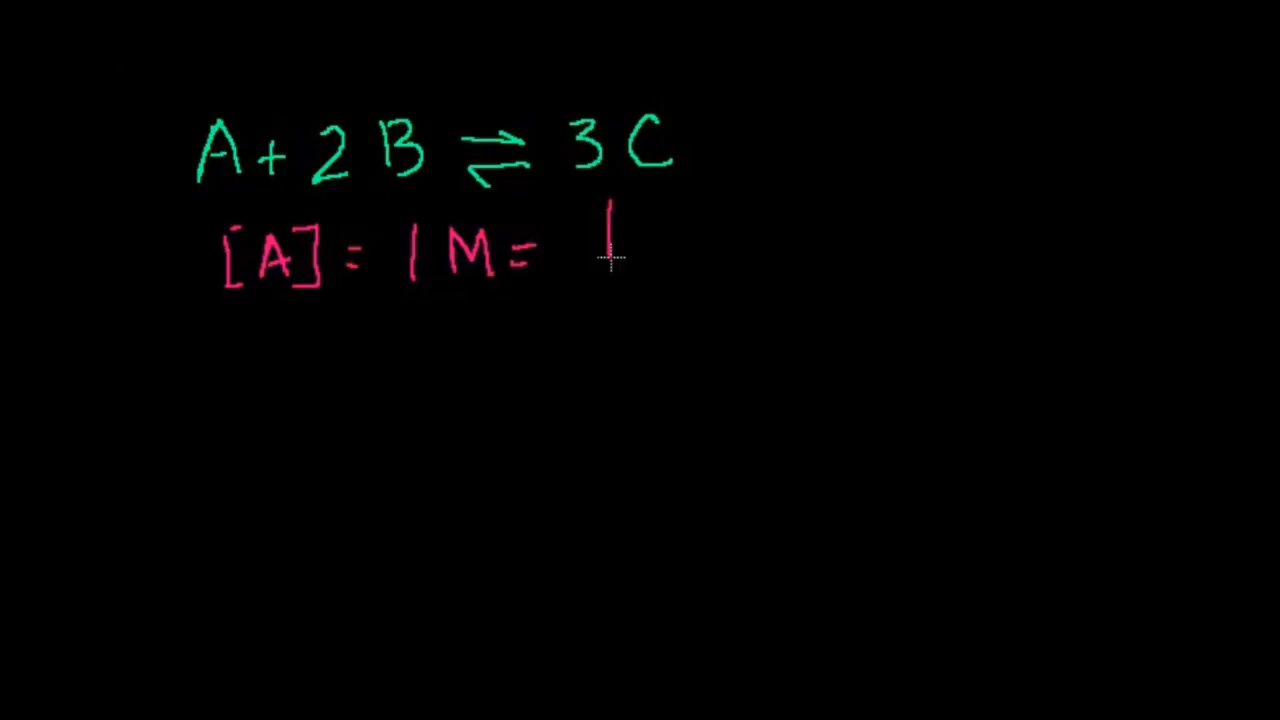 A + 2 B ⇌ 3 C
[A] = 1 M = 1